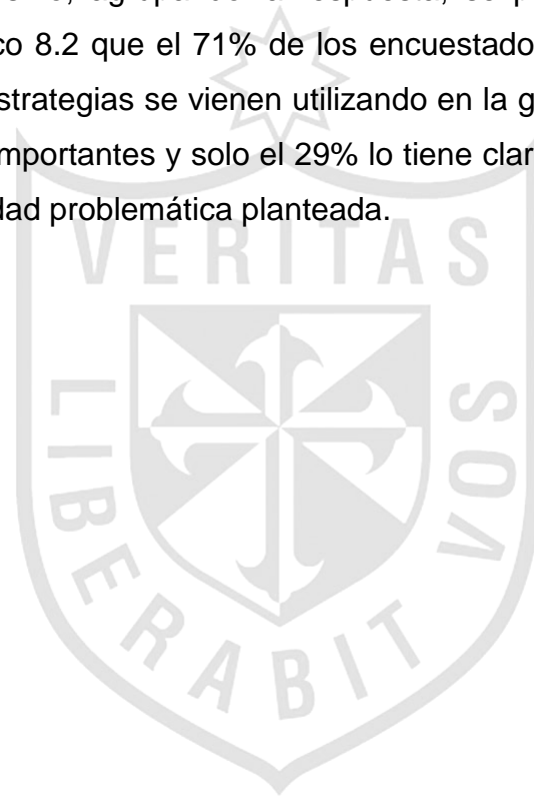 co 8.2 que el 71% de los encuestado
strategias se vienen utilizando en la g
mportantes y solo el 29% lo tiene clar
dad problemática planteada.
VERITAS
LIBERABIT
VOS